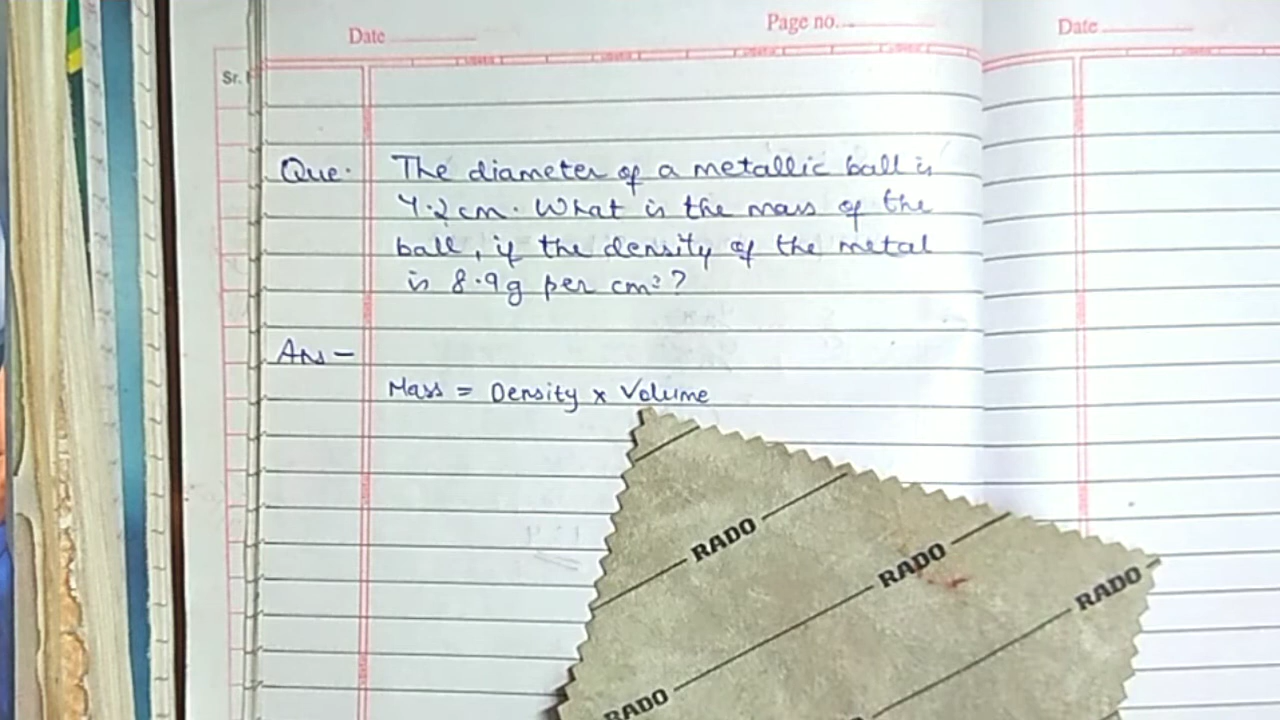 Date
Page no.
Date
Sr.
Que. The diameter of a metallic ball is
4.2 cm. What is the mass of the
ball, if the density of the metal
is 8.9g per cm³?
Ans -
Mass = Density x Volume
RADO
RADO
RADO
RADO